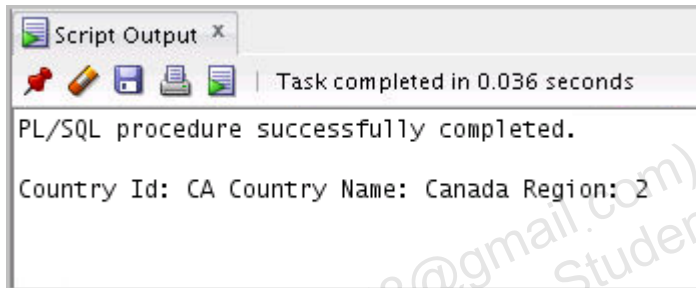 Script Output x
Task completed in 0.036 seconds
PL/SQL procedure successfully completed.
Country Id: CA Country Name: Canada Region: 2